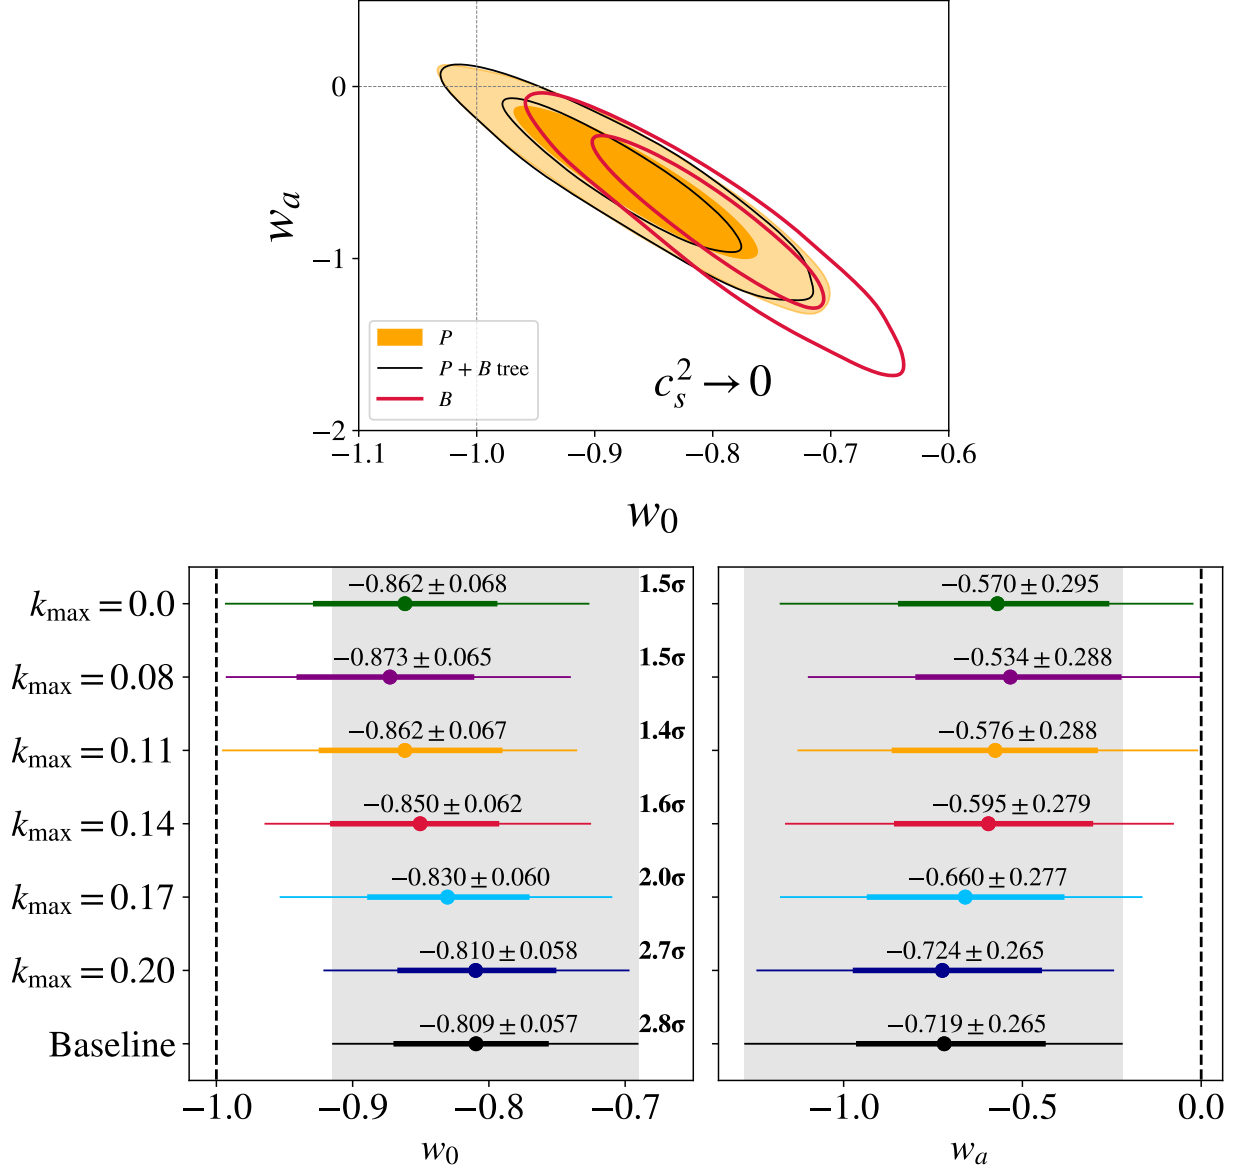 0
−1
−2
w_a
P
P + B tree
B
c_s^2 → 0
−1.1 −1.0 −0.9 −0.8 −0.7 −0.6
w_0
k_max = 0.0 −0.862 ± 0.068 1.5σ −0.570 ± 0.295
k_max = 0.08 −0.873 ± 0.065 1.5σ −0.534 ± 0.288
k_max = 0.11 −0.862 ± 0.067 1.4σ −0.576 ± 0.288
k_max = 0.14 −0.850 ± 0.062 1.6σ −0.595 ± 0.279
k_max = 0.17 −0.830 ± 0.060 2.0σ −0.660 ± 0.277
k_max = 0.20 −0.810 ± 0.058 2.7σ −0.724 ± 0.265
Baseline −0.809 ± 0.057 2.8σ −0.719 ± 0.265
−1.0 −0.9 −0.8 −0.7 −1.0 −0.5 0.0
w_0 w_a